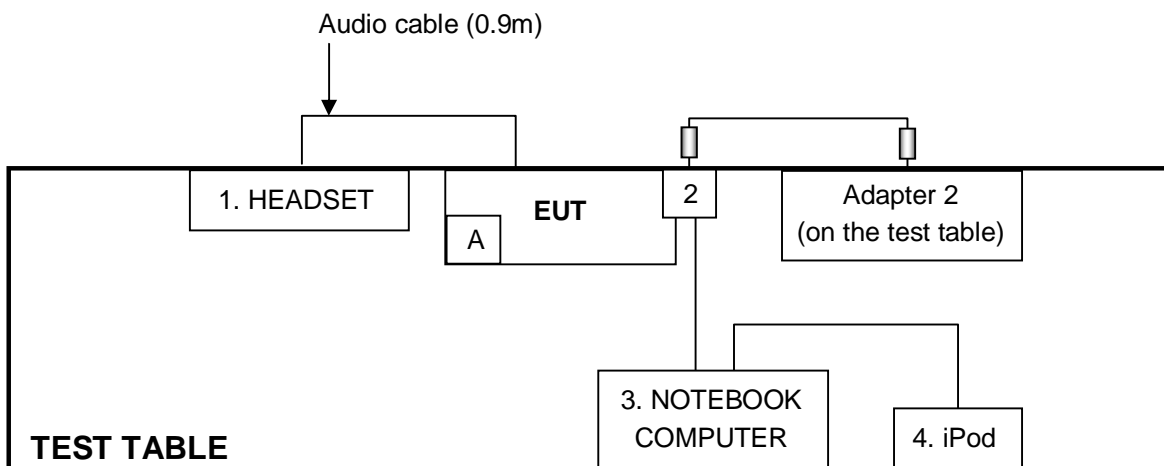 Audio cable (0.9m)
1. HEADSET
EUT
2
Adapter 2
(on the test table)
A
3. NOTEBOOK
COMPUTER
4. iPod
TEST TABLE